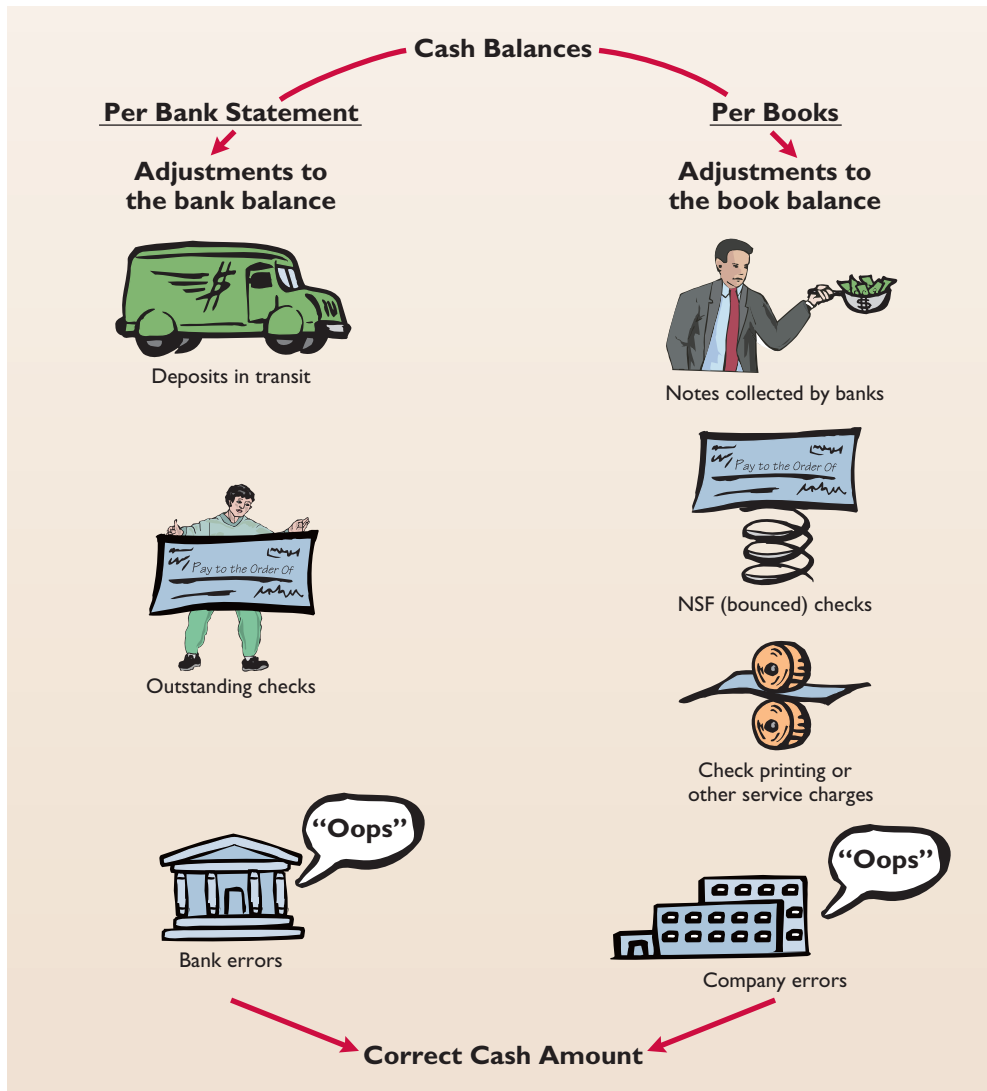 Cash Balances
Per Bank Statement
Adjustments to
the bank balance
$
Deposits in transit
Pay to the Order Of
Outstanding checks
"Oops"
Bank errors
Per Books
Adjustments to
the book balance
$
Notes collected by banks
Pay to the Order Of
NSF (bounced) checks
Check printing or
other service charges
"Oops"
Company errors
Correct Cash Amount